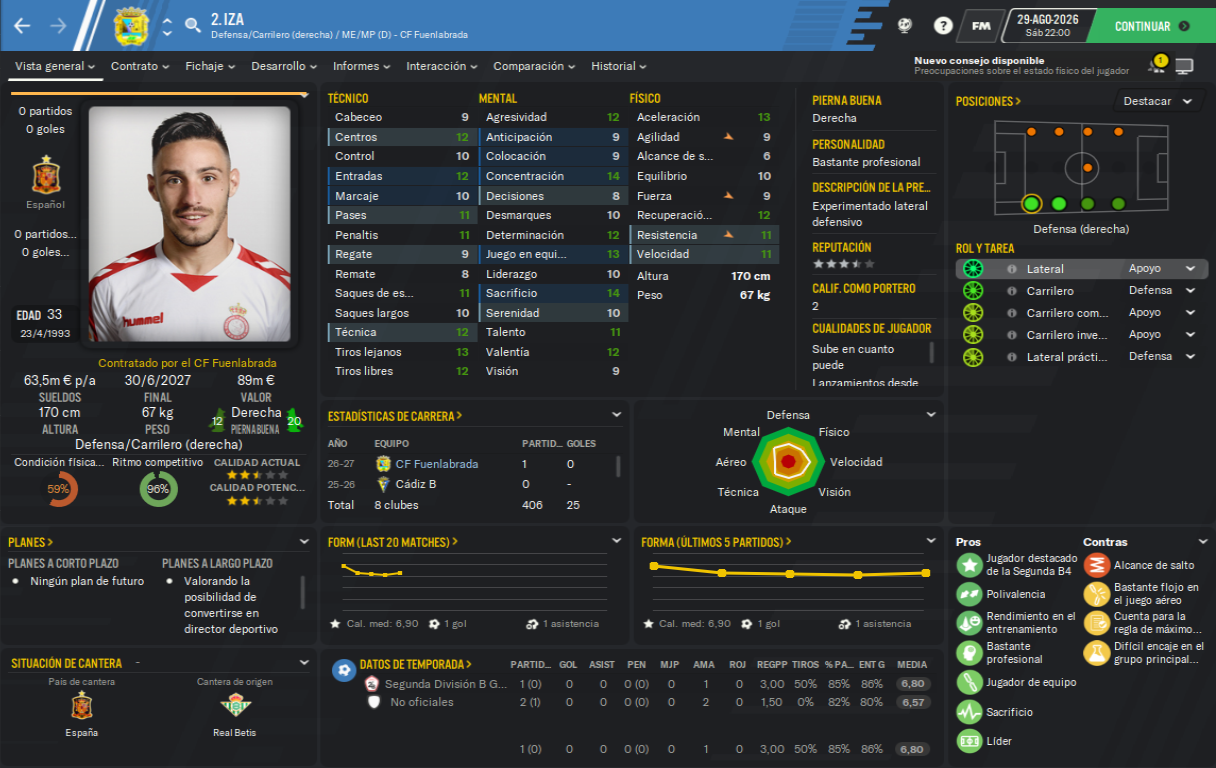 2. IZA
Defensa/Carrilero (derecha) / ME/MP (D) - CF Fuenlabrada
?
FM
29-AGO-2026
Sáb 22:00
CONTINUAR
Vista general
Contrato
Fichaje
Desarrollo
Informes
Interacción
Comparación
Historial
Nuevo consejo disponible
Preocupaciones sobre el estado físico del jugador
1
0 partidos
0 goles
Español
0 partidos...
0 goles...
EDAD 33
23/4/1993
hummel
Contratado por el CF Fuenlabrada
63,5m € p/a
SUELDOS
30/6/2027
FINAL
89m €
VALOR
170 cm
ALTURA
67 kg
PESO
12
Derecha
PIERNA BUENA
20
Defensa/Carrilero (derecha)
Condición física...
59%
Ritmo competitivo
96%
CALIDAD ACTUAL
CALIDAD POTENC...
TÉCNICO
Cabeceo 9
Centros 12
Control 10
Entradas 12
Marcaje 10
Pases 11
Penaltis 11
Regate 9
Remate 8
Saques de es... 11
Saques largos 10
Técnica 12
Tiros lejanos 13
Tiros libres 12
MENTAL
Agresividad 12
Anticipación 9
Colocación 9
Concentración 14
Decisiones 8
Desmarques 10
Determinación 12
Juego en equi... 13
Liderazgo 10
Sacrificio 14
Serenidad 10
Talento 11
Valentía 12
Visión 9
FÍSICO
Aceleración 13
Agilidad 9
Alcance de s... 6
Equilibrio 10
Fuerza 9
Recuperació... 12
Resistencia 11
Velocidad 11
Altura 170 cm
Peso 67 kg
PIERNA BUENA
Derecha
PERSONALIDAD
Bastante profesional
DESCRIPCIÓN DE LA PRE...
Experimentado lateral
defensivo
REPUTACIÓN
CALIF. COMO PORTERO
2
CUALIDADES DE JUGADOR
Sube en cuanto
puede
Lanzamientos desde
POSICIONES >
Destacar
Defensa (derecha)
ROL Y TAREA
Lateral Apoyo
Carrilero Defensa
Carrilero com... Apoyo
Carrilero inve... Apoyo
Lateral prácti... Defensa
ESTADÍSTICAS DE CARRERA >
AÑO EQUIPO PARTID... GOLES
26-27 CF Fuenlabrada 1 0
25-26 Cádiz B 0 -
Total 8 clubes 406 25
Defensa
Físico
Velocidad
Visión
Ataque
Técnica
Aéreo
Mental
PLANES >
PLANES A CORTO PLAZO
Ningún plan de futuro
PLANES A LARGO PLAZO
Valorando la
posibilidad de
convertirse en
director deportivo
FORM (LAST 20 MATCHES) >
Cal. med: 6,90 1 gol 1 asistencia
FORMA (ÚLTIMOS 5 PARTIDOS) >
Cal. med: 6,90 1 gol 1 asistencia
Pros
Jugador destacado
de la Segunda B4
Polivalencia
Rendimiento en el
entrenamiento
Bastante
profesional
Jugador de equipo
Sacrificio
Líder
Contras
Alcance de salto
Bastante flojo en
el juego aéreo
Cuenta para la
regla de máximo...
Difícil encaje en el
grupo principal...
SITUACIÓN DE CANTERA -
País de cantera
España
Cantera de origen
Real Betis
DATOS DE TEMPORADA > PARTID... GOL ASIST PEN MJP AMA ROJ REGPP TIROS % PA... ENT G MEDIA
Segunda División B G... 1 (0) 0 0 0 (0) 0 1 0 3,00 50% 85% 86% 6,80
No oficiales 2 (1) 0 0 0 (0) 0 2 0 1,50 0% 82% 80% 6,57
1 (0) 0 0 0 (0) 0 1 0 3,00 50% 85% 86% 6,80